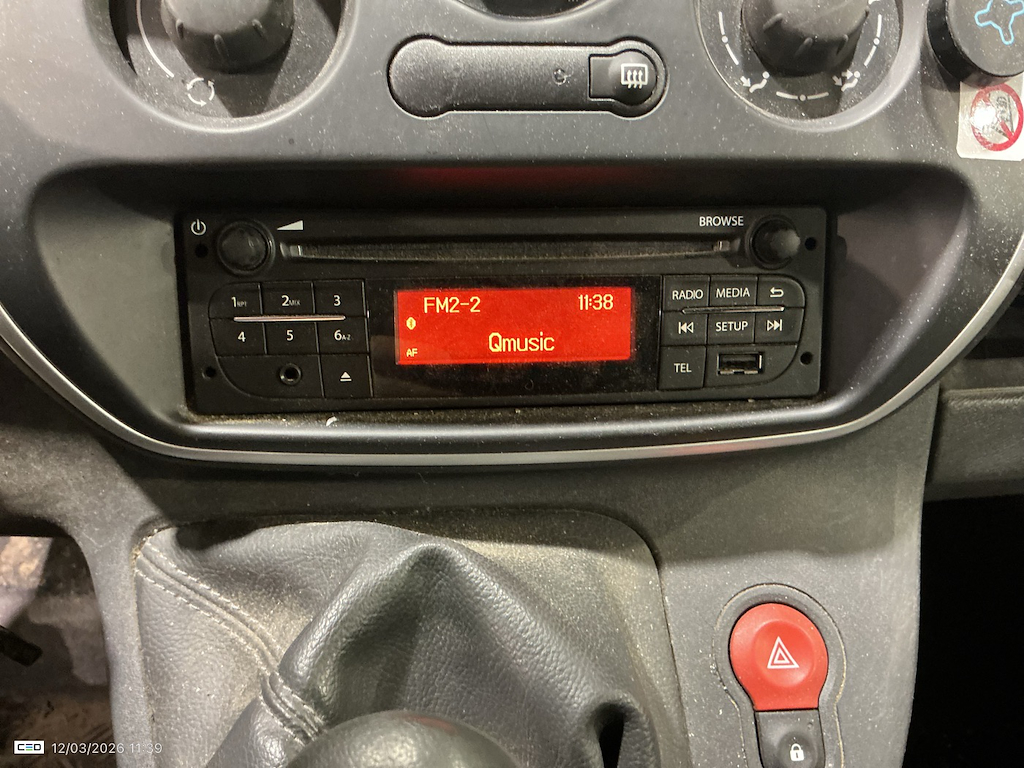 BROWSE
1RPT 2MIX 3
4 5 6A-Z
FM2-2 11:38
Qmusic
AF
RADIO MEDIA
SETUP
TEL
CEO 12/03/2026 11:39